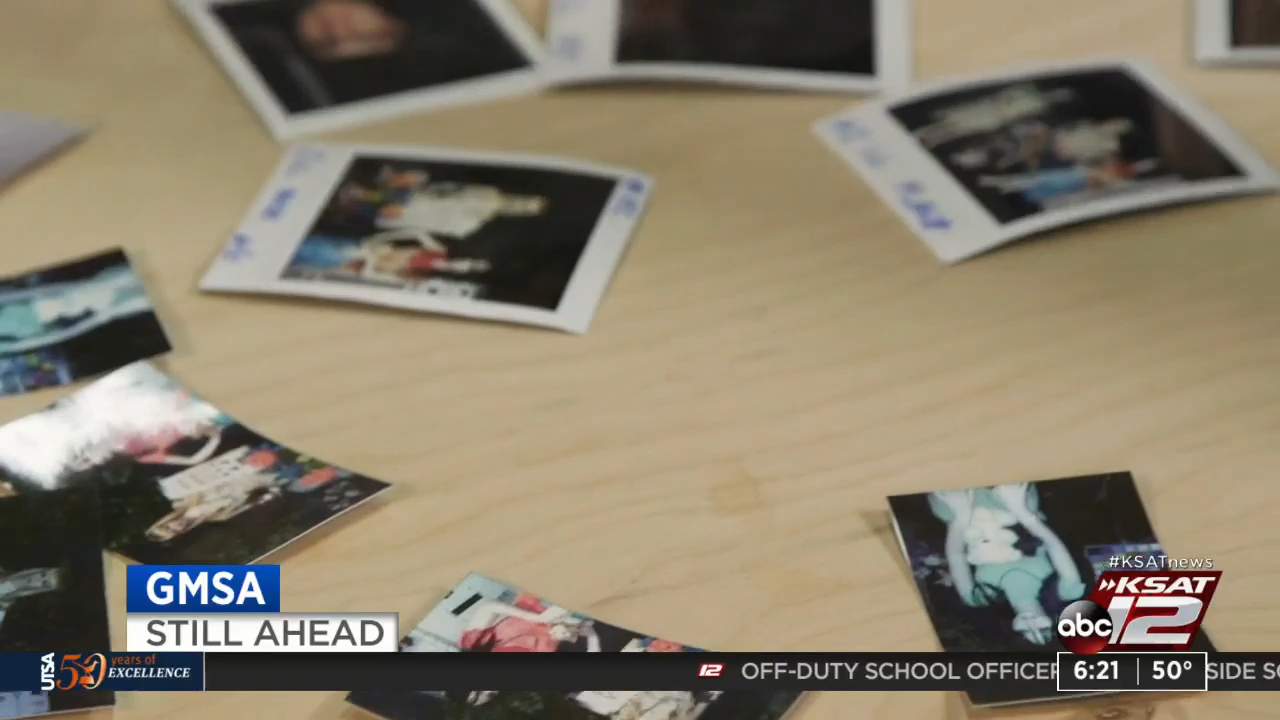 #KSATnews
KSAT
abc 12
GMSA
STILL AHEAD
UTSA 50 years of EXCELLENCE
12 OFF-DUTY SCHOOL OFFICER
6:21 50°
SIDE